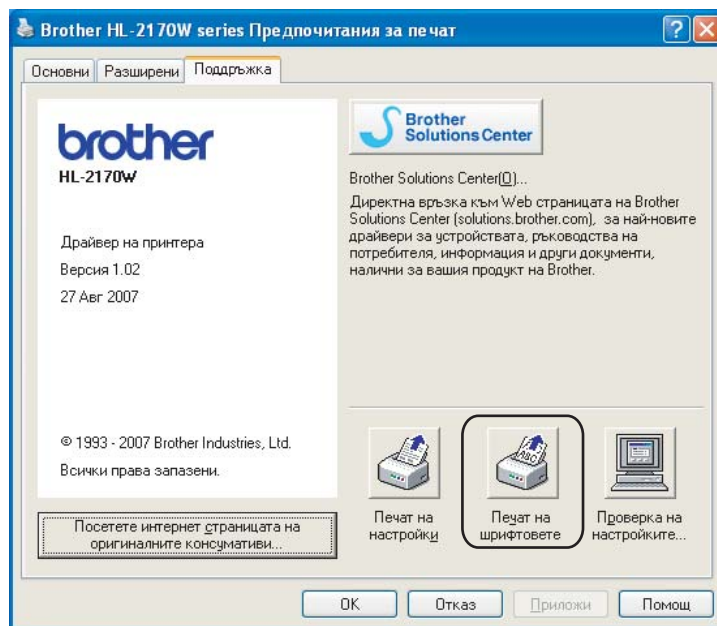 Brother HL-2170W series Предпочитания за печат
Основни Разширени Поддръжка
brother
HL-2170W
Драйвер на принтера
Версия 1.02
27 Авг 2007
© 1993 - 2007 Brother Industries, Ltd.
Всички права запазени.
Посетете интернет страницата на
оригиналните консумативи...
Brother
Solutions Center
Brother Solutions Center(O)...
Директна връзка към Web страницата на Brother
Solutions Center (solutions.brother.com), за най-новите
драйвери за устройствата, ръководства на
потребителя, информация и други документи,
налични за вашия продукт на Brother.
Печат на
настройки
ABC
Печат на
шрифтовете
Проверка на
настройките...
OK Отказ Приложи Помощ